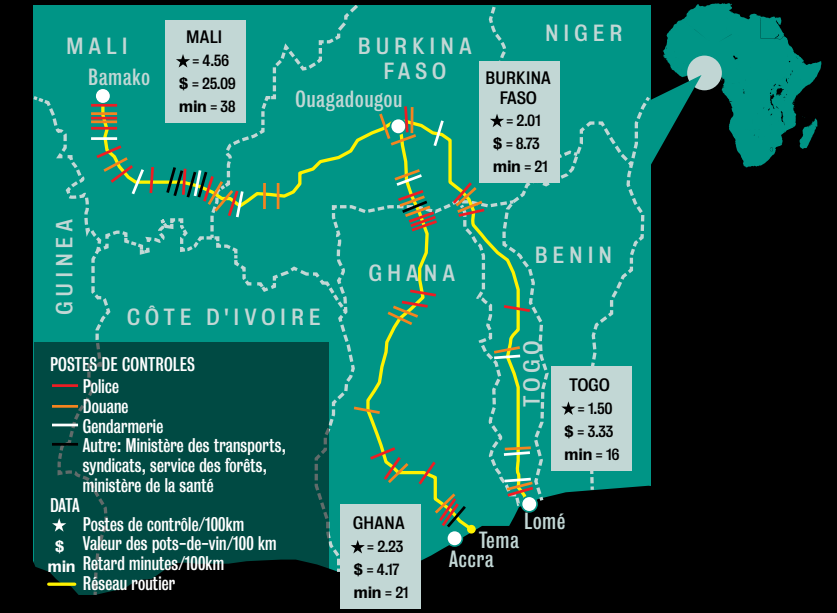 MALI
Bamako
MALI
★ = 4.56
$ = 25.09
min = 38
BURKINA
FASO
Ouagadougou
NIGER
BURKINA
FASO
★ = 2.01
$ = 8.73
min = 21
GUINEA
CÔTE D'IVOIRE
GHANA
BENIN
TOGO
TOGO
★ = 1.50
$ = 3.33
min = 16
POSTES DE CONTROLES
Police
Douane
Gendarmerie
Autre: Ministère des transports,
syndicats, service des forêts,
ministère de la santé
DATA
★ Postes de contrôle/100km
$ Valeur des pots-de-vin/100 km
min Retard minutes/100km
Réseau routier
GHANA
★ = 2.23
$ = 4.17
min = 21
Lomé
Tema
Accra